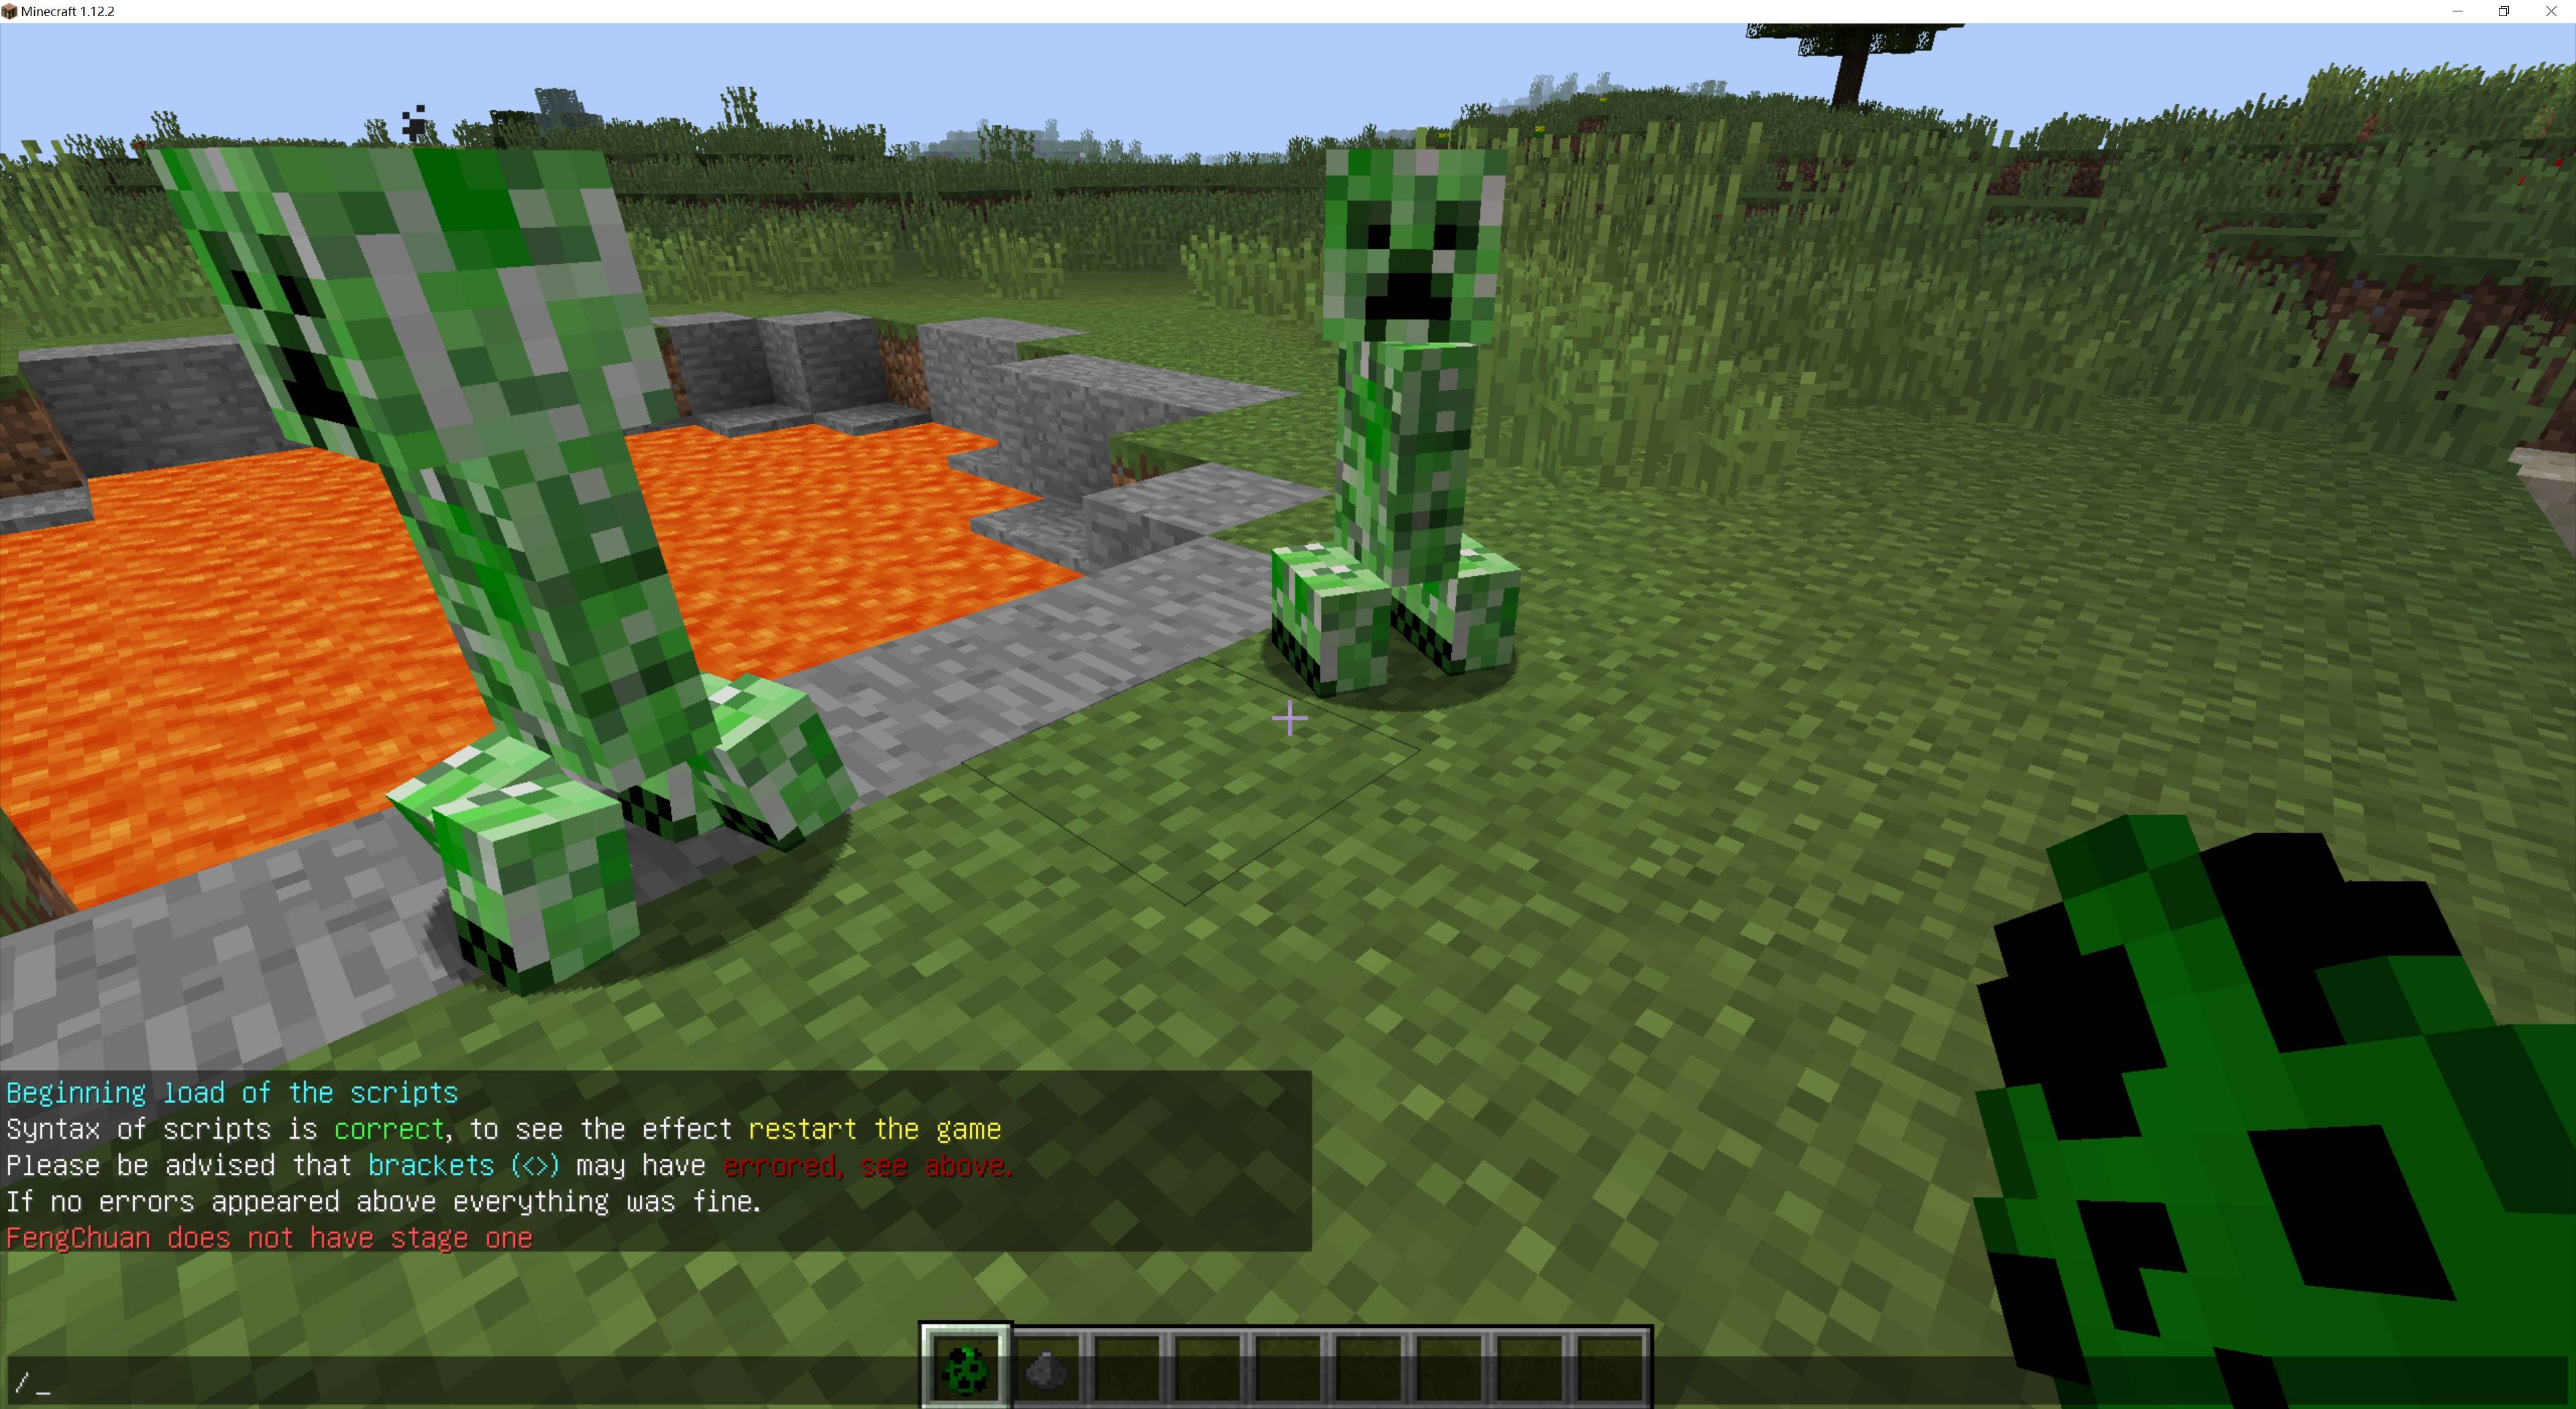 Minecraft 1.12.2
Beginning load of the scripts
Syntax of scripts is correct, to see the effect restart the game
Please be advised that brackets (<>) may have errored, see above.
If no errors appeared above everything was fine.
FengChuan does not have stage one
/_